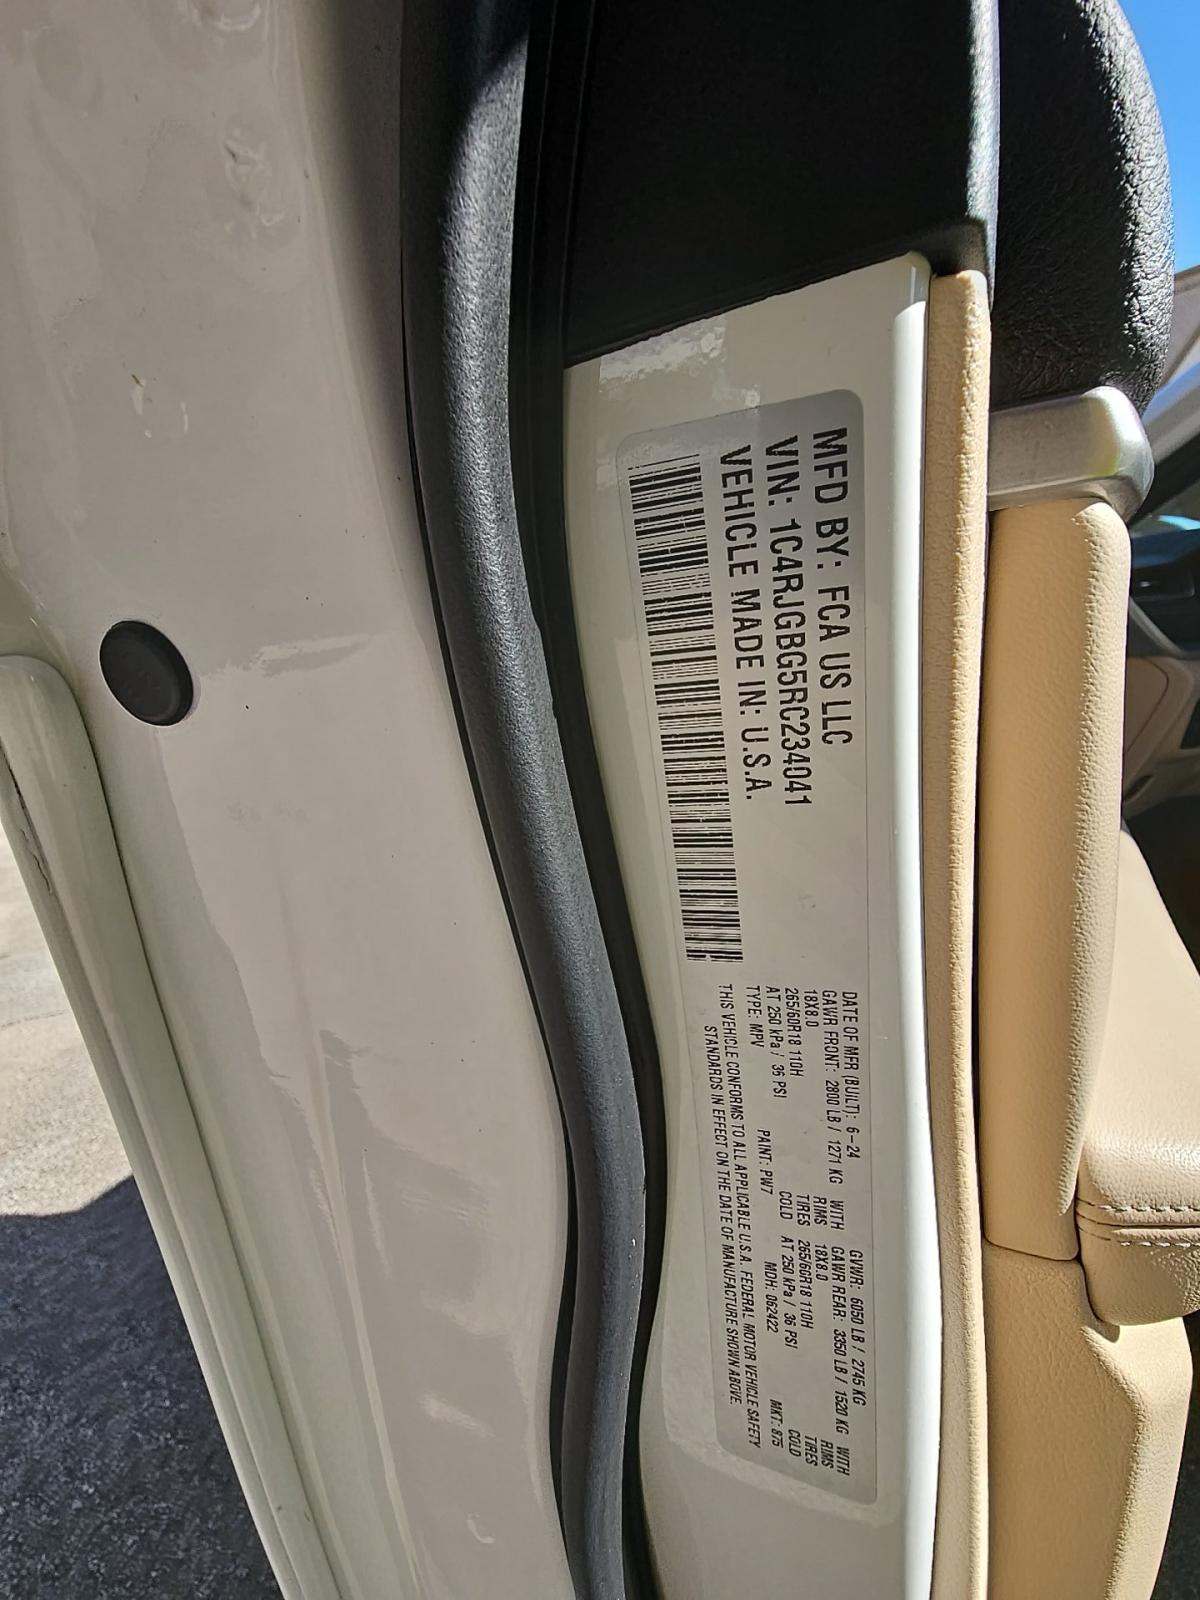 MFD BY: FCA US LLC
VIN: 1C4RJGBG5RC234041
VEHICLE MADE IN: U.S.A.
DATE OF MFR (BUILT): 6-24 GVWR: 6050 LB / 2745 KG
GAWR FRONT: 2800 LB / 1271 KG WITH GAWR REAR: 3350 LB / 1520 KG WITH
18X8.0 RIMS 18X8.0 RIMS
265/60R18 110H TIRES 265/60R18 110H TIRES
AT 250 kPa / 36 PSI COLD AT 250 kPa / 36 PSI COLD
TYPE: MPV PAINT: PW7 MDH: 062422 MKT: 875
THIS VEHICLE CONFORMS TO ALL APPLICABLE U.S.A. FEDERAL MOTOR VEHICLE SAFETY
STANDARDS IN EFFECT ON THE DATE OF MANUFACTURE SHOWN ABOVE.